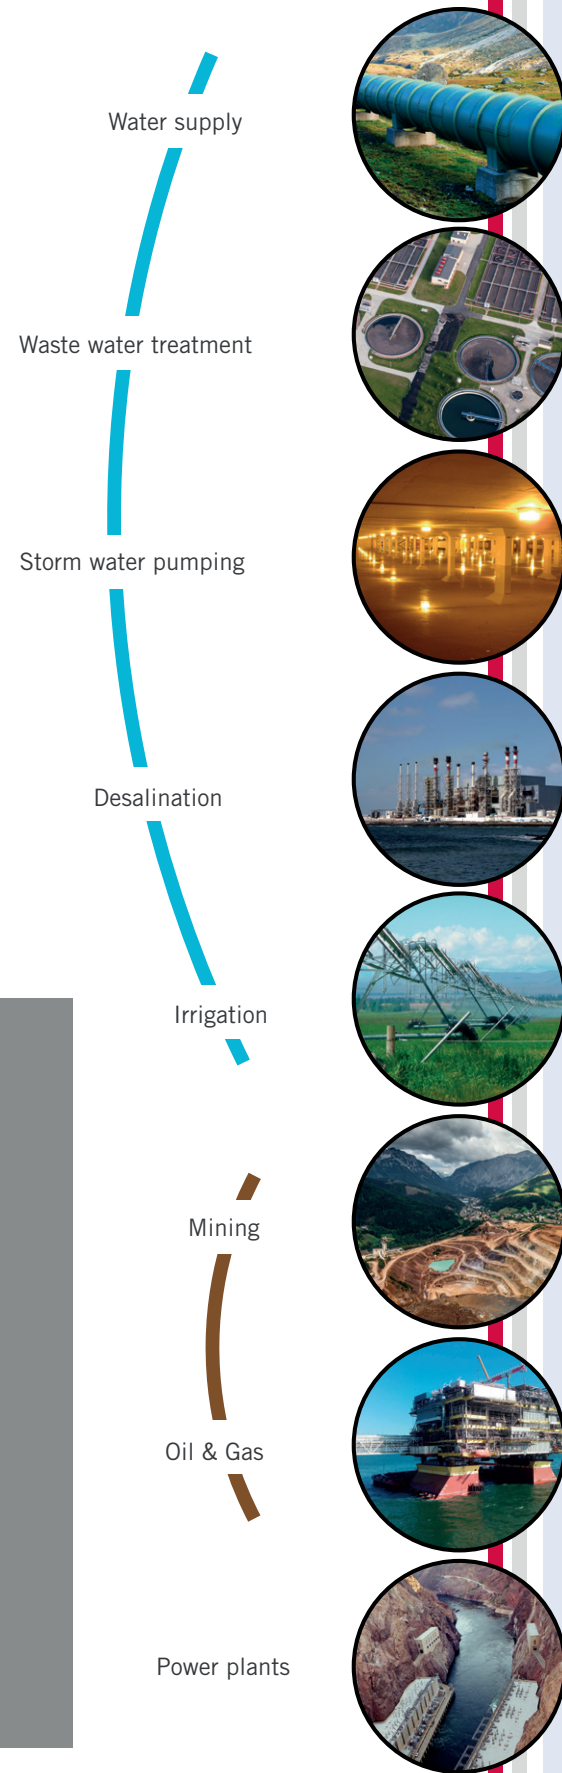 Water supply
Waste water treatment
Storm water pumping
Desalination
Irrigation
Mining
Oil & Gas
Power plants